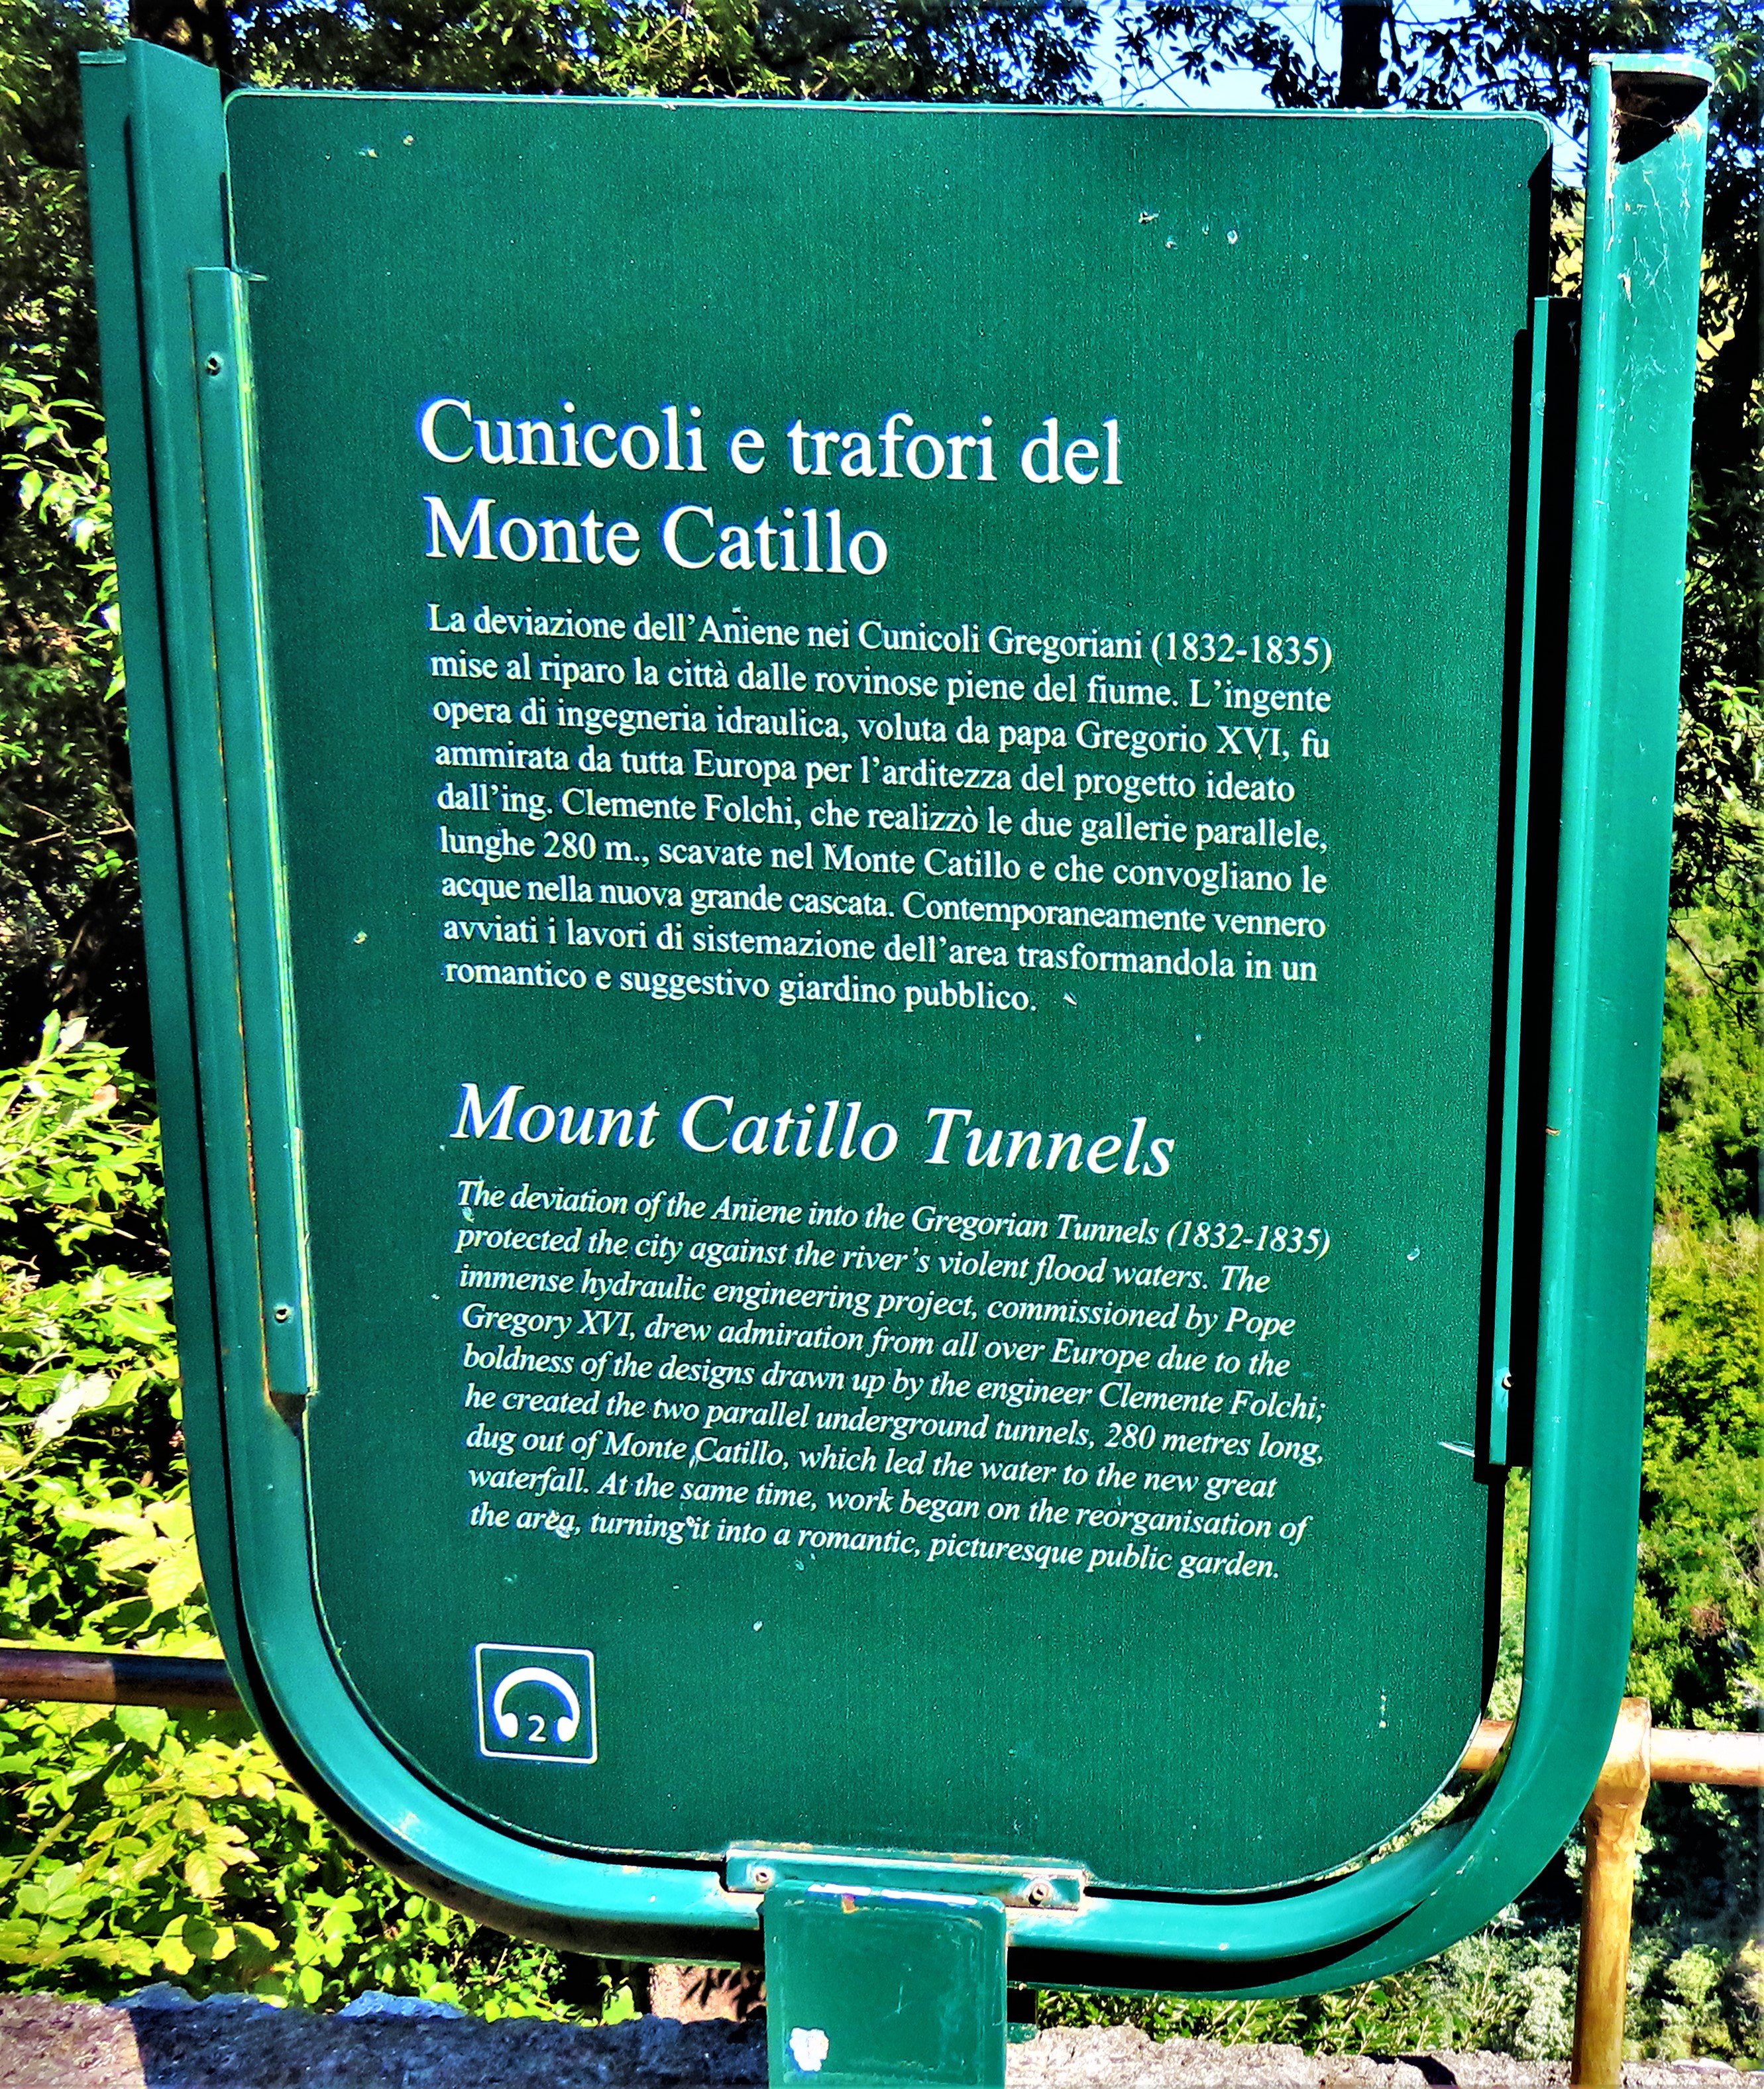 Cunicoli e trafori del
Monte Catillo
La deviazione dell'Aniene nei Cunicoli Gregoriani (1832-1835)
mise al riparo la città dalle rovinose piene del fiume. L'ingente
opera di ingegneria idraulica, voluta da papa Gregorio XVI, fu
ammirata da tutta Europa per l'arditezza del progetto ideato
dall'ing. Clemente Folchi, che realizzò le due gallerie parallele,
lunghe 280 m., scavate nel Monte Catillo e che convogliano le
acque nella nuova grande cascata. Contemporaneamente vennero
avviati i lavori di sistemazione dell'area trasformandola in un
romantico e suggestivo giardino pubblico.
Mount Catillo Tunnels
The deviation of the Aniene into the Gregorian Tunnels (1832-1835)
protected the city against the river's violent flood waters. The
immense hydraulic engineering project, commissioned by Pope
Gregory XVI, drew admiration from all over Europe due to the
boldness of the designs drawn up by the engineer Clemente Folchi;
he created the two parallel underground tunnels, 280 metres long,
dug out of Monte Catillo, which led the water to the new great
waterfall. At the same time, work began on the reorganisation of
the area, turning it into a romantic, picturesque public garden.
2